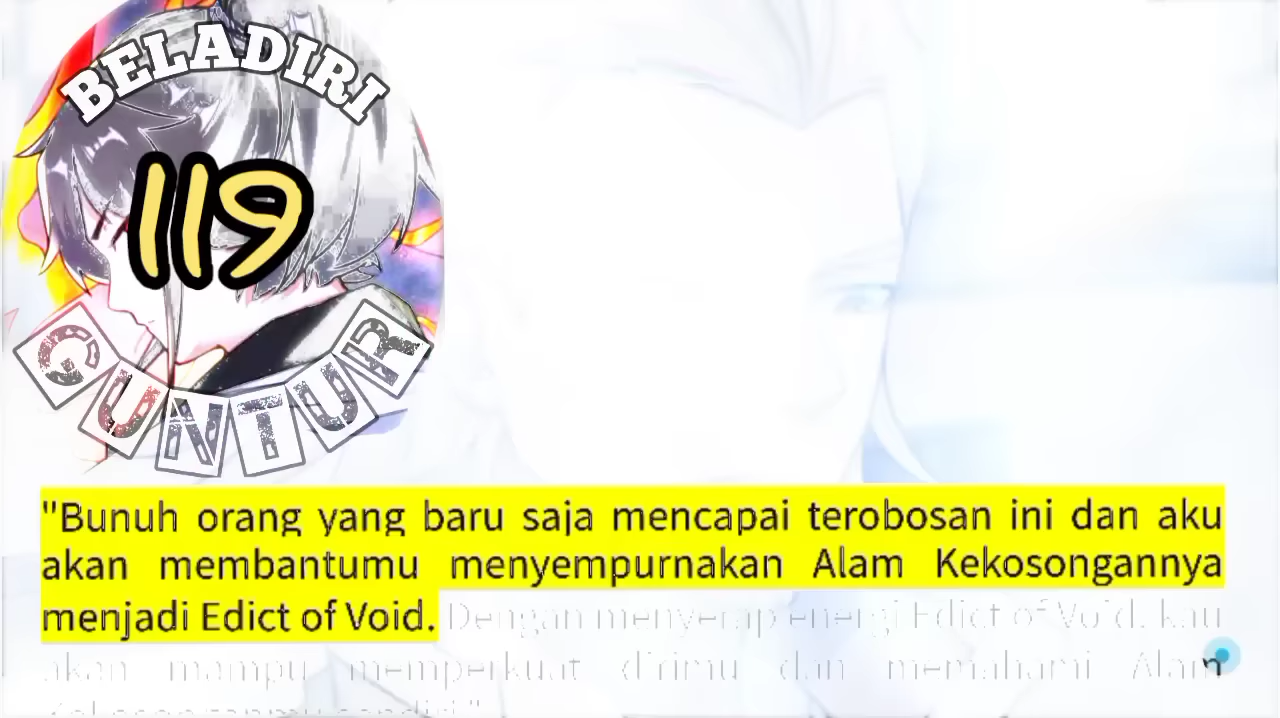 BELADIRI
119
GUNTUR
"Bunuh orang yang baru saja mencapai terobosan ini dan aku
akan membantumu menyempurnakan Alam Kekosongannya
menjadi Edict of Void. Dengan menyerap energi Edict of Void, kau
akan mampu memperkuat dirimu dan memahami Alam